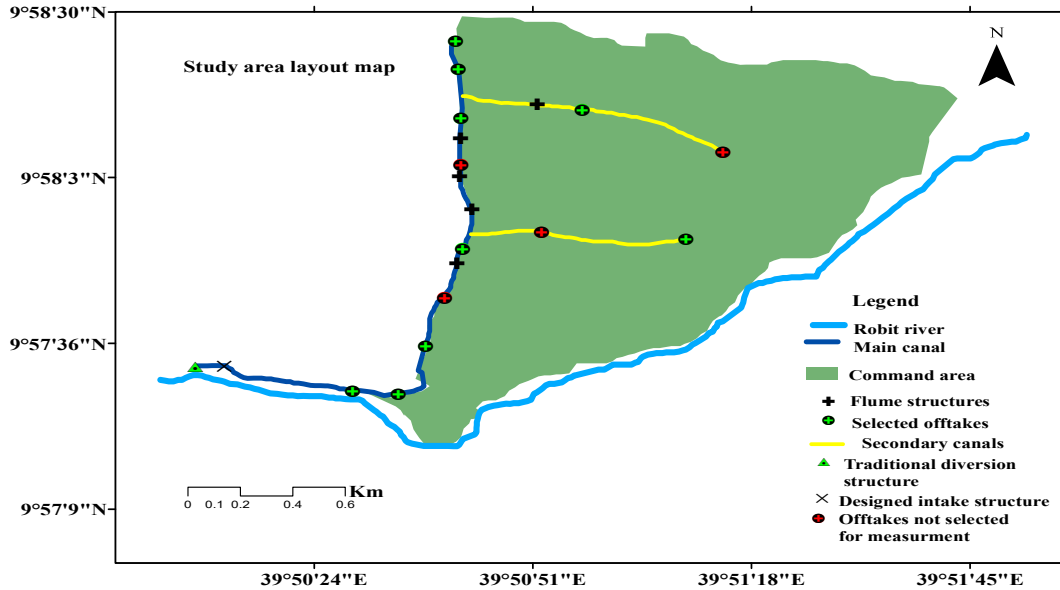 9°58'30"N
Study area layout map
N
9°58'3"N
9°57'36"N
9°57'9"N
Km
0 0.1 0.2 0.4 0.6
Legend
Robit river
Main canal
Command area
Flume structures
Selected offtakes
Secondary canals
Traditional diversion
structure
Designed intake structure
Offtakes not selected
for measurment
39°50'24"E 39°50'51"E 39°51'18"E 39°51'45"E